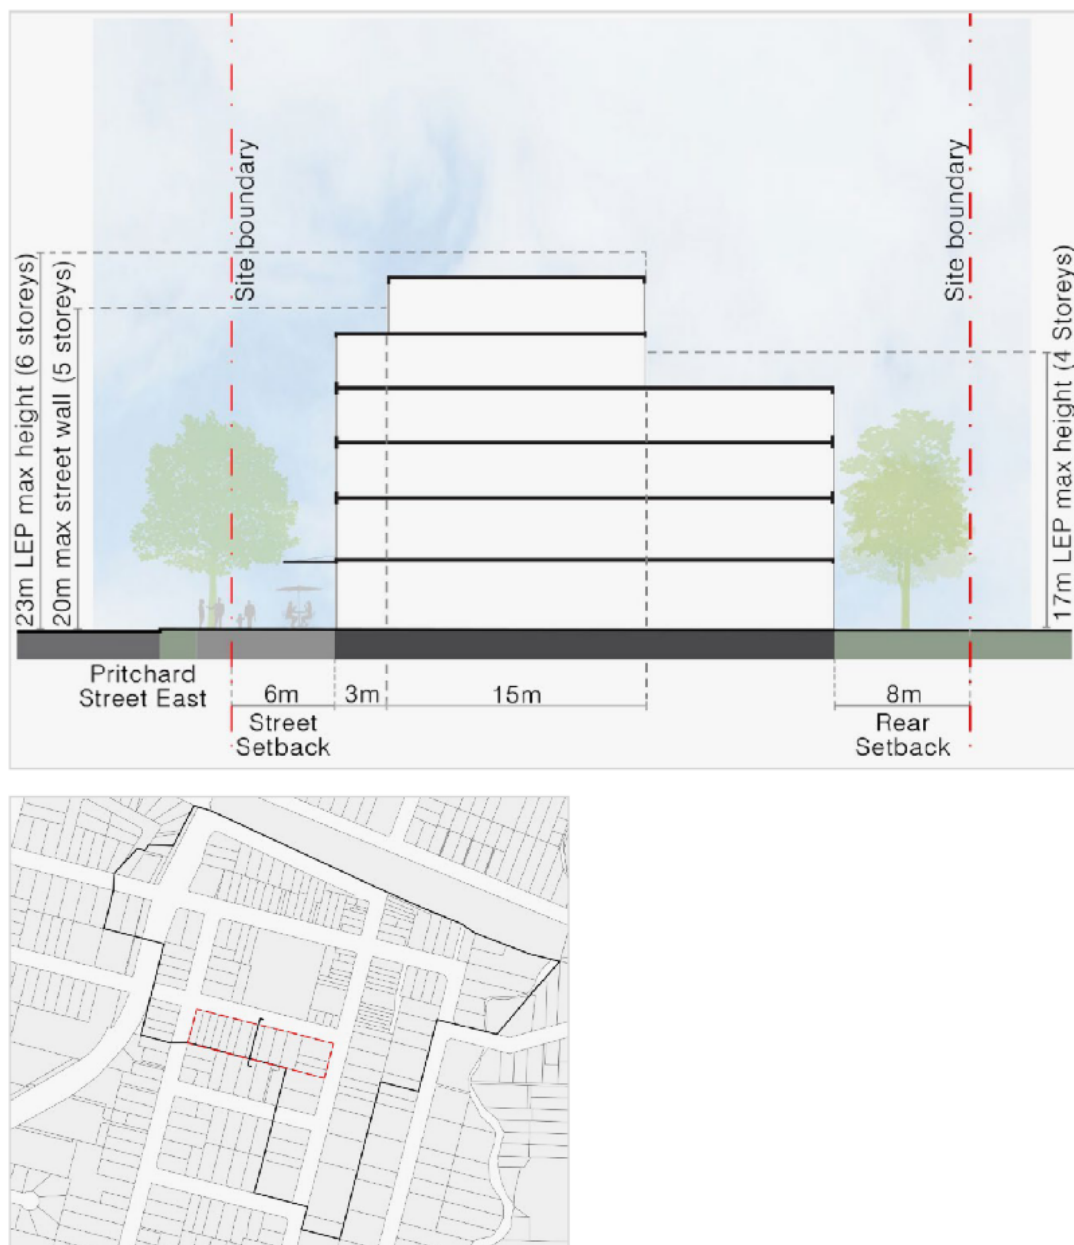 23m LEP max height (6 storeys)
20m max street wall (5 storeys)
Site boundary
Site boundary
17m LEP max height (4 Storeys)
Pritchard
Street East
6m
3m
15m
8m
Street
Setback
Rear
Setback